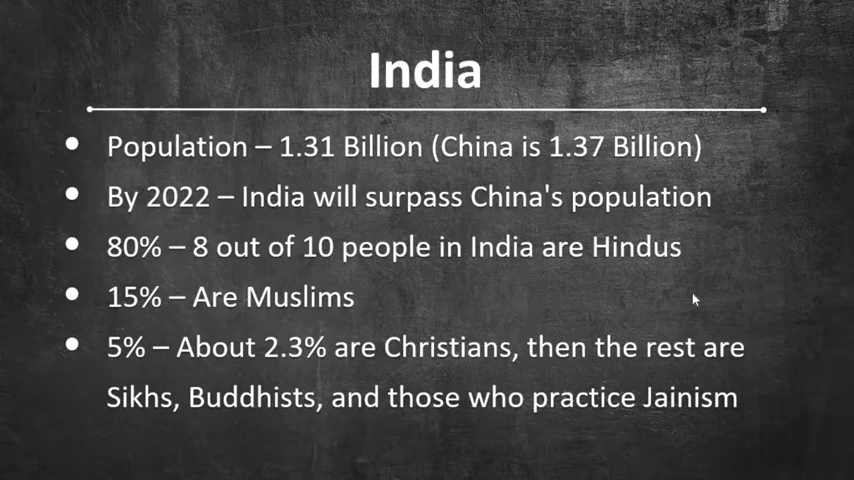 India
• Population – 1.31 Billion (China is 1.37 Billion)
• By 2022 – India will surpass China's population
• 80% – 8 out of 10 people in India are Hindus
• 15% – Are Muslims
• 5% – About 2.3% are Christians, then the rest are
Sikhs, Buddhists, and those who practice Jainism